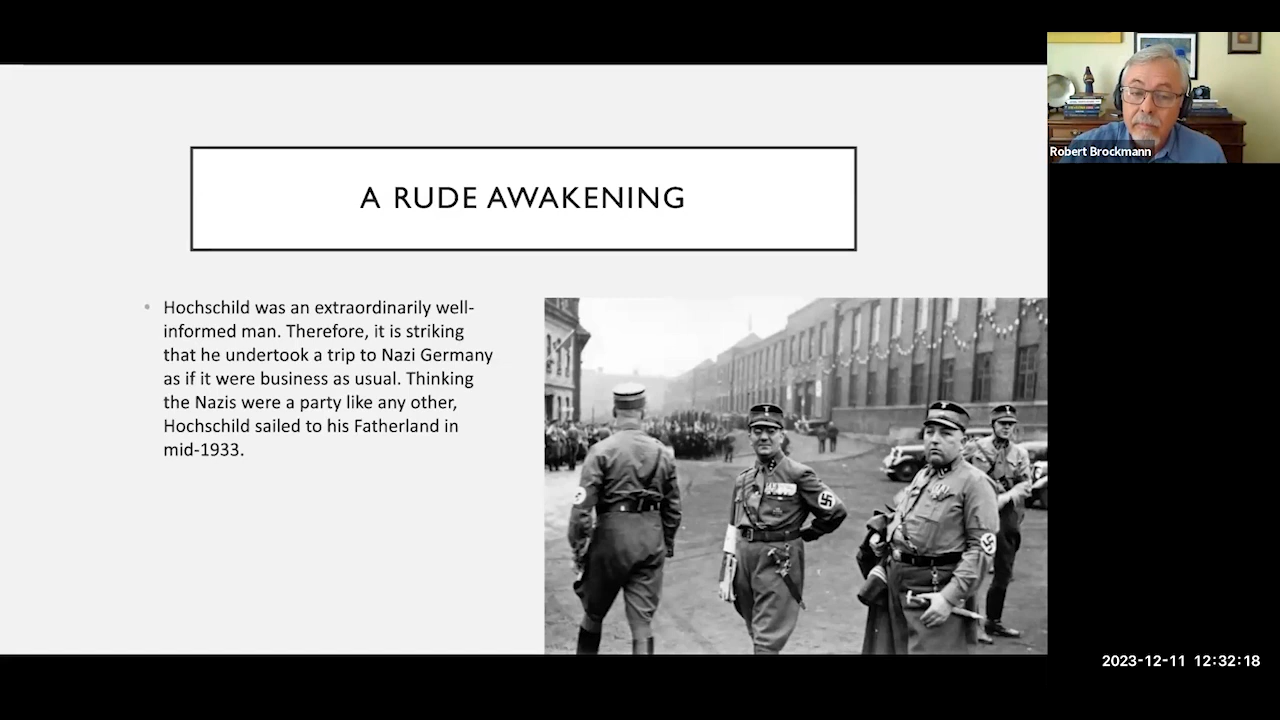 A RUDE AWAKENING
• Hochschild was an extraordinarily well-
informed man. Therefore, it is striking
that he undertook a trip to Nazi Germany
as if it were business as usual. Thinking
the Nazis were a party like any other,
Hochschild sailed to his Fatherland in
mid-1933.
Robert Brockmann
2023-12-11 12:32:18